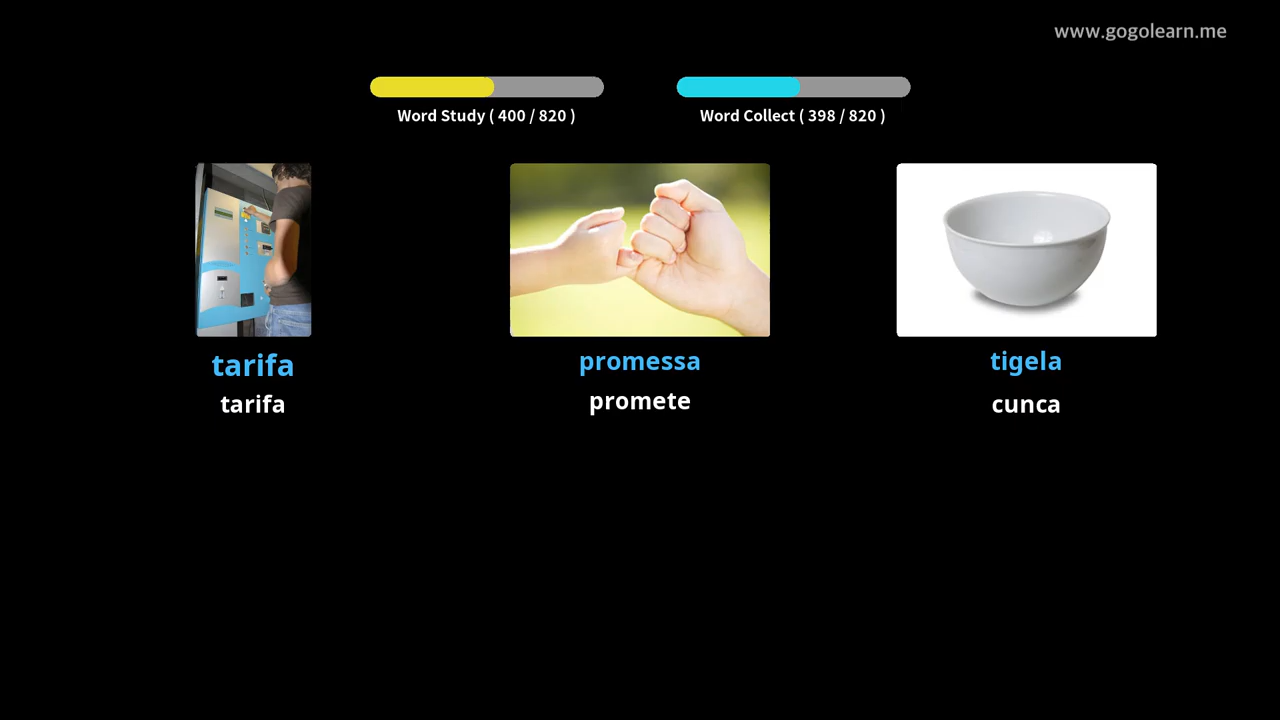 www.gogolearn.me
Word Study ( 400 / 820 )
Word Collect ( 398 / 820 )
tarifa
tarifa
promessa
promete
tigela
cunca